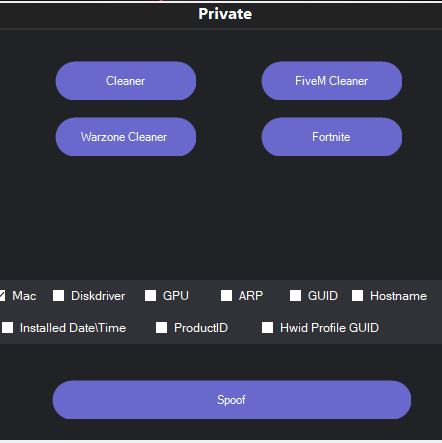 Private
Cleaner
FiveM Cleaner
Warzone Cleaner
Fortnite
Mac Diskdriver GPU ARP GUID Hostname
Installed Date\Time ProductID Hwid Profile GUID
Spoof